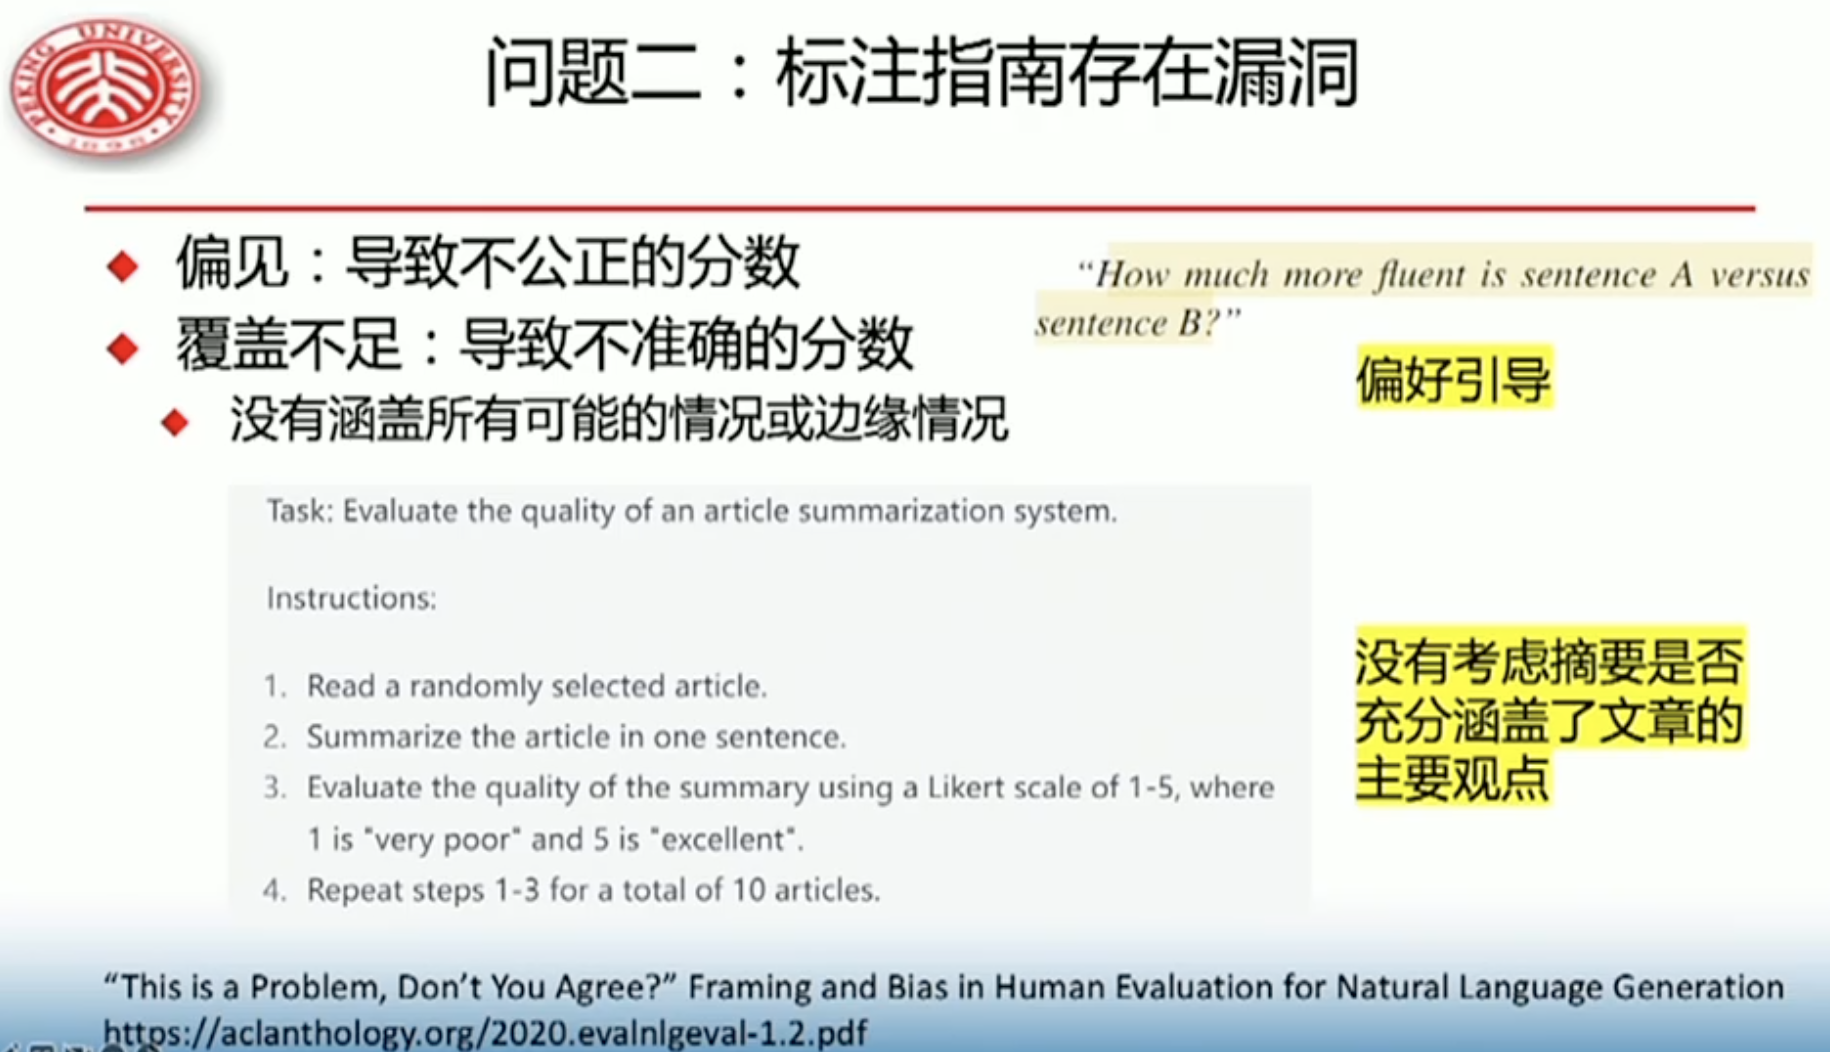 PEKING UNIVERSITY
1898
问题二：标注指南存在漏洞
偏见：导致不公正的分数
“How much more fluent is sentence A versus
sentence B?”
覆盖不足：导致不准确的分数
偏好引导
没有涵盖所有可能的情况或边缘情况
Task: Evaluate the quality of an article summarization system.
Instructions:
1. Read a randomly selected article.
2. Summarize the article in one sentence.
3. Evaluate the quality of the summary using a Likert scale of 1-5, where
1 is "very poor" and 5 is "excellent".
4. Repeat steps 1-3 for a total of 10 articles.
没有考虑摘要是否
充分涵盖了文章的
主要观点
“This is a Problem, Don’t You Agree?” Framing and Bias in Human Evaluation for Natural Language Generation
https://aclanthology.org/2020.evalnlgeval-1.2.pdf